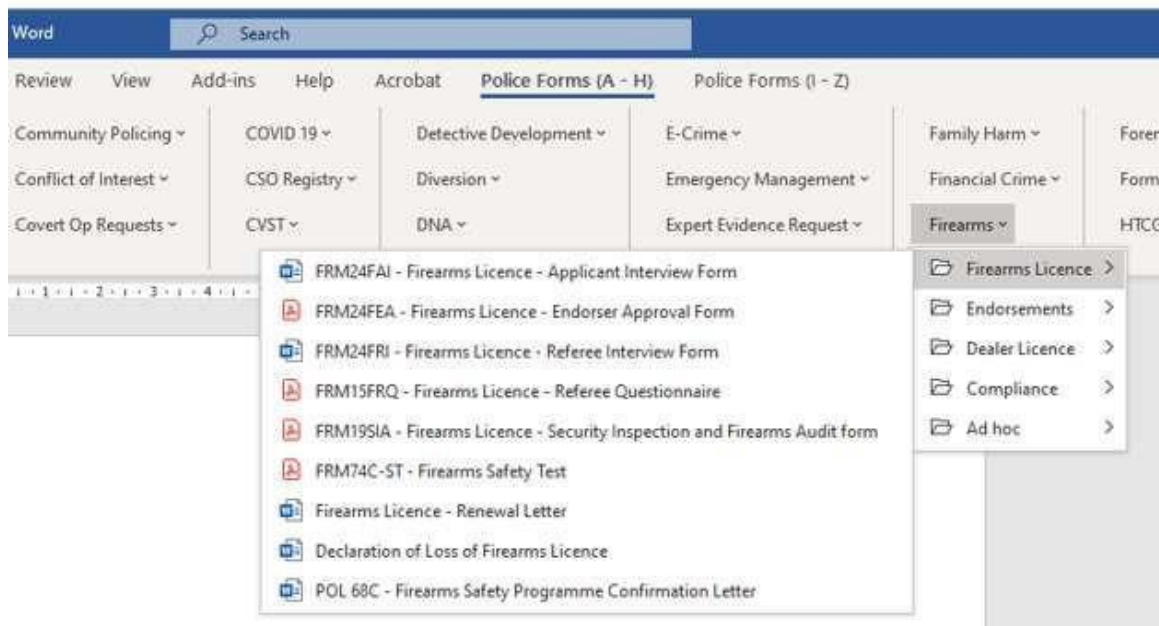 Word
Search
Review View Add-ins Help Acrobat Police Forms (A - H) Police Forms (I - Z)
Community Policing COVID 19 Detective Development E-Crime Family Harm
Conflict of Interest CSO Registry Diversion Emergency Management Financial Crime Form
Covert Op Requests CVST DNA Expert Evidence Request Firearms
1 2 3 4
FRM24FAI - Firearms Licence - Applicant Interview Form
FRM24FEA - Firearms Licence - Endorser Approval Form
FRM24FRI - Firearms Licence - Referee Interview Form
FRM15FRQ - Firearms Licence - Referee Questionnaire
FRM19SIA - Firearms Licence - Security Inspection and Firearms Audit form
FRM74C-ST - Firearms Safety Test
Firearms Licence - Renewal Letter
Declaration of Loss of Firearms Licence
POL 68C - Firearms Safety Programme Confirmation Letter
Firearms Licence
Endorsements
Dealer Licence
Compliance
Ad hoc